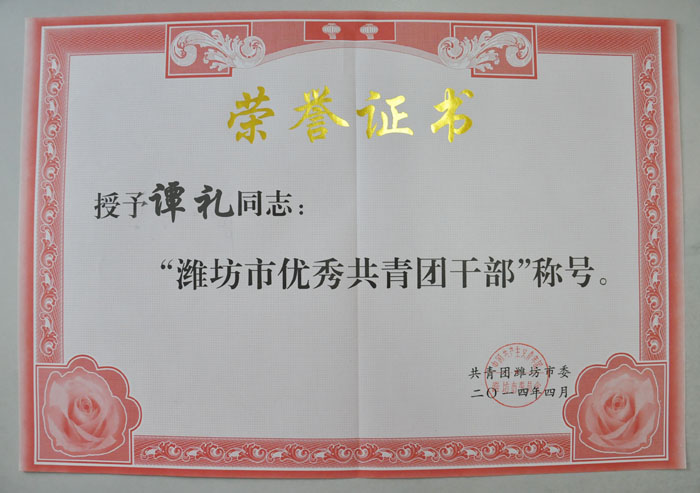 荣誉证书
授予谭礼同志：
“潍坊市优秀共青团干部”称号。
共青团潍坊市委
二〇一四年四月